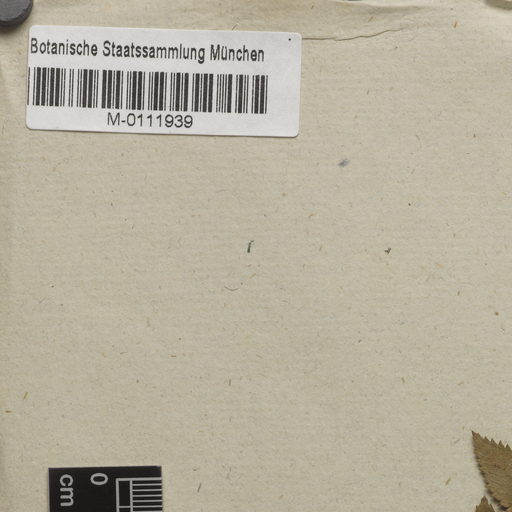 Botanische Staatssammlung München
M-0111939
0
cm